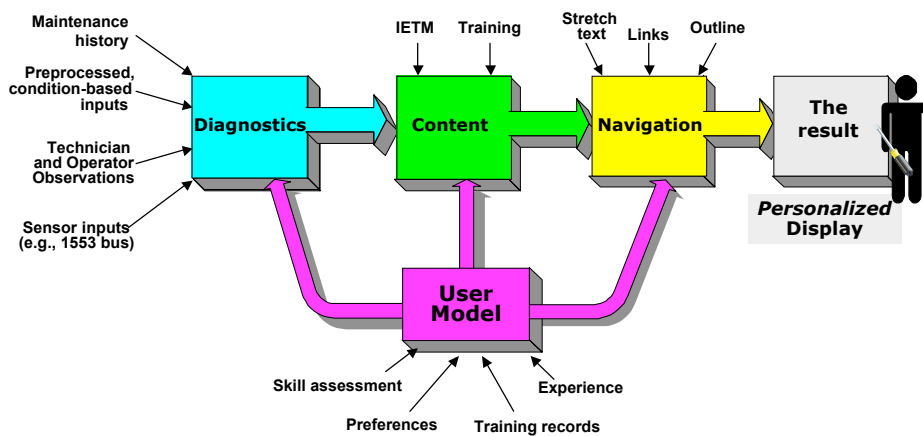 Maintenance
history
Preprocessed,
condition-based
inputs
Technician and
Operator
Observations
Sensor inputs
(e.g., 1553 bus)
Diagnostics
IETM
Training
Content
Stretch
text
Links
Outline
Navigation
The
result
Personalized
Display
User
Model
Skill assessment
Preferences
Training records
Experience